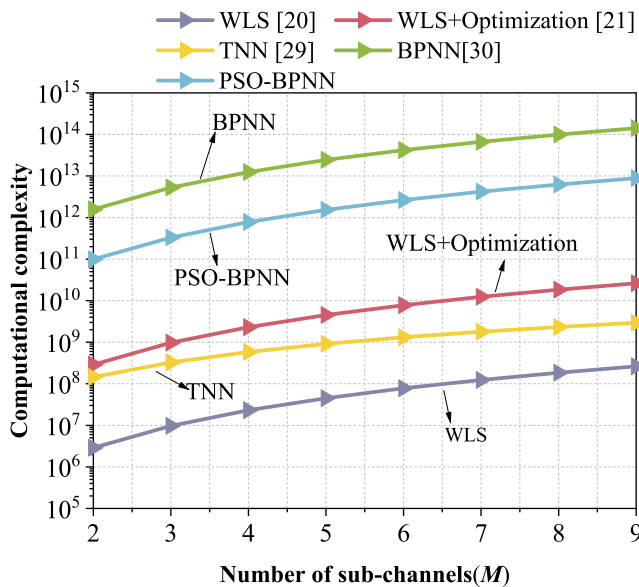 WLS [20] WLS+Optimization [21]
TNN [29] BPNN[30]
PSO-BPNN
10^15
10^14
10^13
10^12
10^11
10^10
10^9
10^8
10^7
10^6
10^5
Computational complexity
BPNN
PSO-BPNN
WLS+Optimization
TNN
WLS
2 3 4 5 6 7 8 9
Number of sub-channels(M)